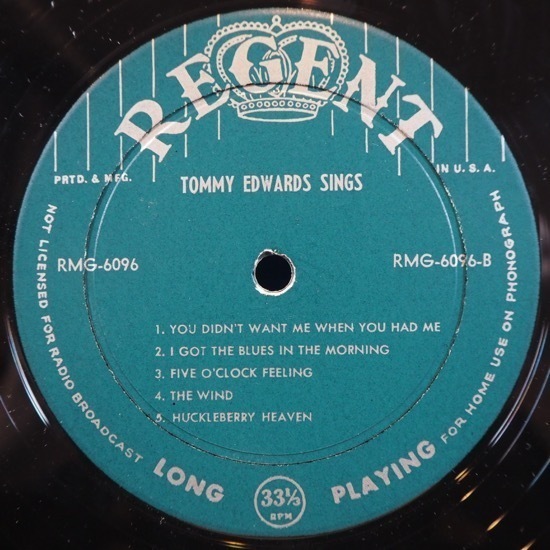 REGENT
PRTD. & MFG.
IN U.S.A.
TOMMY EDWARDS SINGS
RMG-6096
RMG-6096-B
1. YOU DIDN'T WANT ME WHEN YOU HAD ME
2. I GOT THE BLUES IN THE MORNING
3. FIVE O'CLOCK FEELING
4. THE WIND
5. HUCKLEBERRY HEAVEN
NOT LICENSED FOR RADIO BROADCAST
LONG PLAYING
FOR HOME USE ON PHONOGRAPH
33⅓
RPM